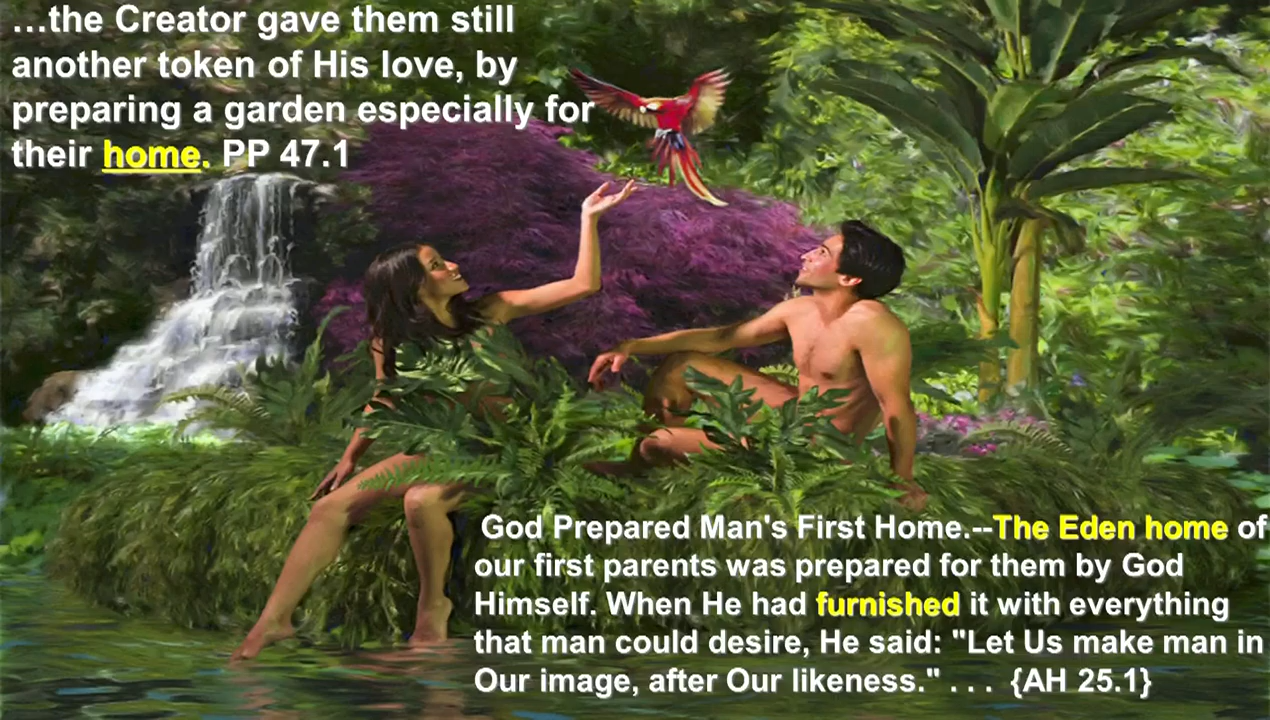 …the Creator gave them still
another token of His love, by
preparing a garden especially for
their home. PP 47.1
God Prepared Man's First Home.--The Eden home of
our first parents was prepared for them by God
Himself. When He had furnished it with everything
that man could desire, He said: "Let Us make man in
Our image, after Our likeness." . . . {AH 25.1}